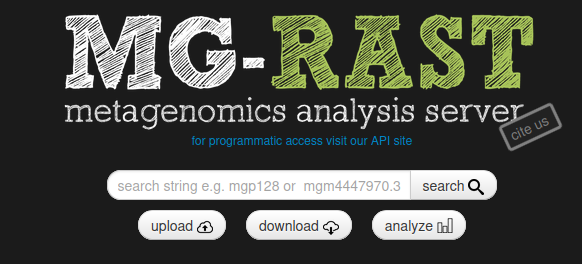 MG-RAST
metagenomics analysis server
cite us
for programmatic access visit our API site
search string e.g. mgp128 or mgm4447970.3 search
upload download analyze